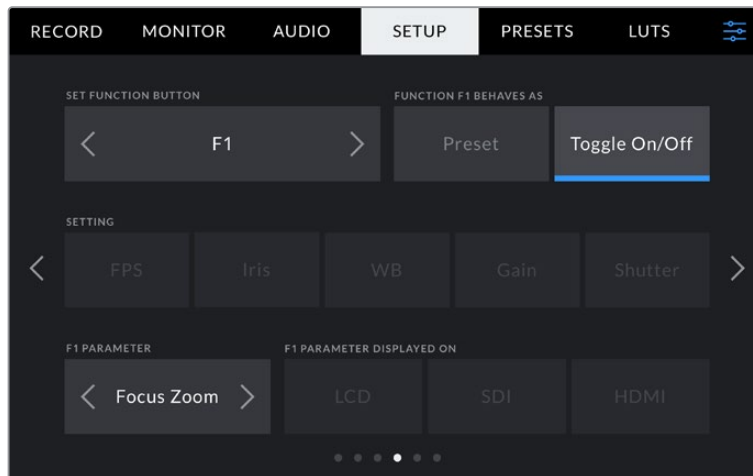 RECORD MONITOR AUDIO SETUP PRESETS LUTS
SET FUNCTION BUTTON FUNCTION F1 BEHAVES AS
F1 Preset Toggle On/Off
SETTING
FPS Iris WB Gain Shutter
F1 PARAMETER F1 PARAMETER DISPLAYED ON
Focus Zoom LCD SDI HDMI